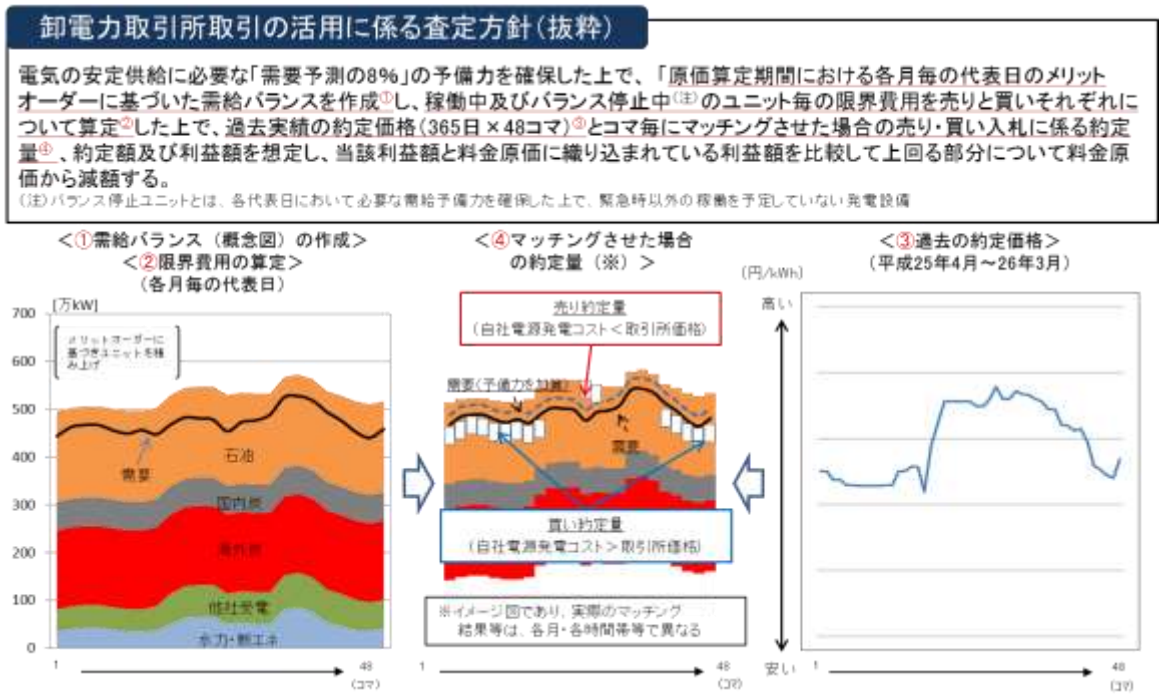 卸電力取引所取引の活用に係る査定方針(抜粋)
電気の安定供給に必要な「需要予測の8%」の予備力を確保した上で、「原価算定期間における各月毎の代表日のメリット
オーダーに基づいた需給バランスを作成①し、稼働中及びバランス停止中(注)のユニット毎の限界費用を売りと買いそれぞれに
ついて算定②した上で、過去実績の約定価格(365日×48コマ)③とコマ毎にマッチングさせた場合の売り・買い入札に係る約定
量④、約定額及び利益額を想定し、当該利益額と料金原価に織り込まれている利益額を比較して上回る部分について料金原
価から減額する。
(注)バランス停止ユニットとは、各代表日において必要な需給予備力を確保した上で、緊急時以外の稼働を予定していない発電設備
<①需給バランス(概念図)の作成>
<②限界費用の算定>
(各月毎の代表日)
[万kW]
700
600
500
400
300
200
100
0
メリットオーダーに
基づきユニットを積
み上げ
需要
石油
国内炭
海外炭
他社受電
水力・新エネ
1
48
(コマ)
<④マッチングさせた場合
の約定量(※)>
売り約定量
(自社電源発電コスト<取引所価格)
需要(予備力を加算)
需要
買い約定量
(自社電源発電コスト>取引所価格)
※イメージ図であり、実際のマッチング
結果等は、各月・各時間帯等で異なる
1
48
(コマ)
<③過去の約定価格>
(平成25年4月~26年3月)
(円/kWh)
高い
安い
1
48
(コマ)